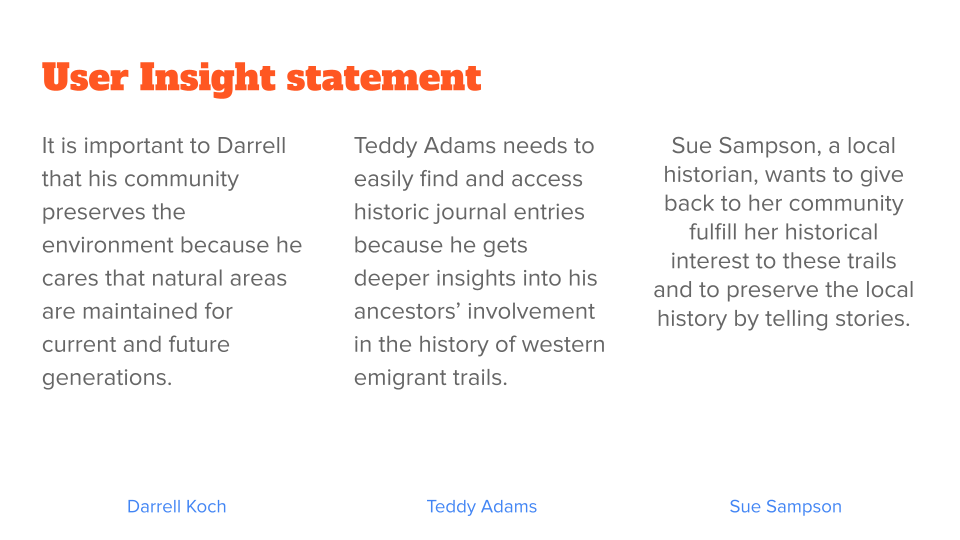 User Insight statement
It is important to Darrell
that his community
preserves the
environment because he
cares that natural areas
are maintained for
current and future
generations.
Teddy Adams needs to
easily find and access
historic journal entries
because he gets
deeper insights into his
ancestors’ involvement
in the history of western
emigrant trails.
Sue Sampson, a local
historian, wants to give
back to her community
fulfill her historical
interest to these trails
and to preserve the local
history by telling stories.
Darrell Koch
Teddy Adams
Sue Sampson